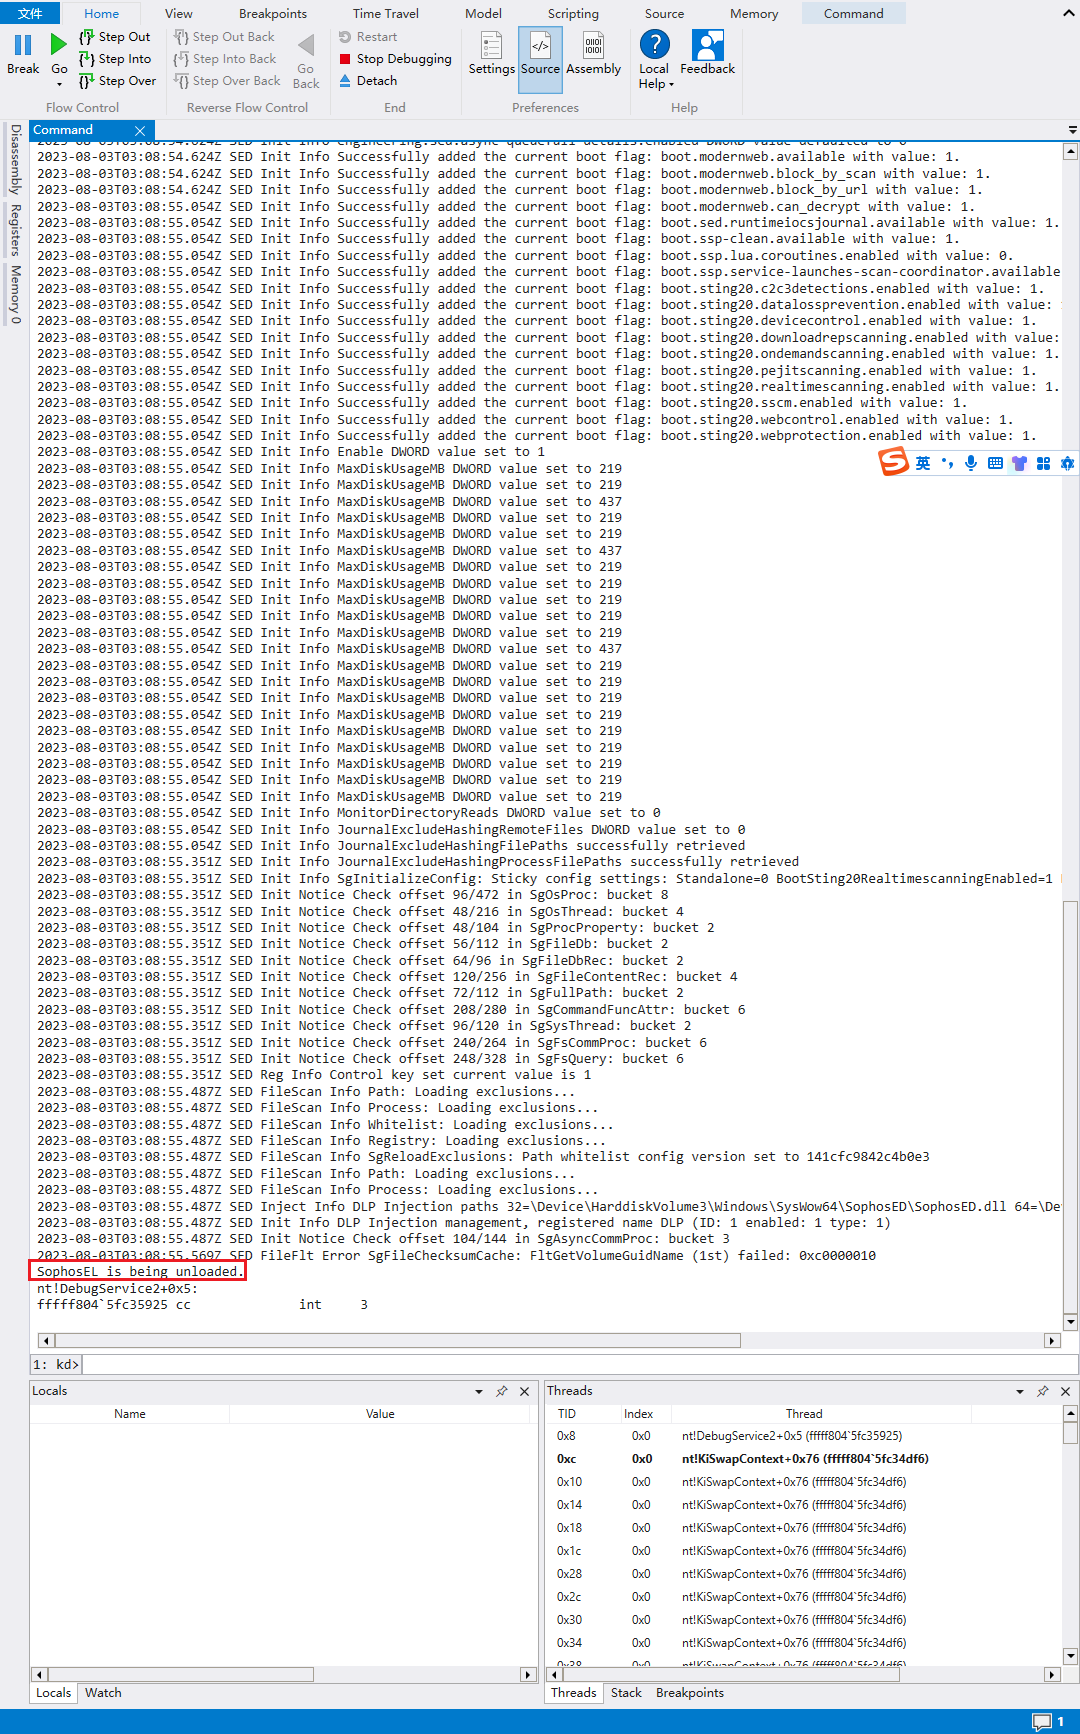 文件 Home View Breakpoints Time Travel Model Scripting Source Memory Command
Break
Go
Step Out
Step Into
Step Over
Flow Control
Step Out Back
Step Into Back
Step Over Back
Go Back
Reverse Flow Control
Restart
Stop Debugging
Detach
End
Settings Source Assembly
Preferences
Local Help
Feedback
Help
Disassembly
Registers
Memory 0
Command
2023-08-03T03:08:54.624Z SED Init Info engineering.sed.async-queuefull-details.enabled DWORD value defaulted to 0
2023-08-03T03:08:54.624Z SED Init Info Successfully added the current boot flag: boot.modernweb.available with value: 1.
2023-08-03T03:08:54.624Z SED Init Info Successfully added the current boot flag: boot.modernweb.block_by_scan with value: 1.
2023-08-03T03:08:54.624Z SED Init Info Successfully added the current boot flag: boot.modernweb.block_by_url with value: 1.
2023-08-03T03:08:55.054Z SED Init Info Successfully added the current boot flag: boot.modernweb.can_decrypt with value: 1.
2023-08-03T03:08:55.054Z SED Init Info Successfully added the current boot flag: boot.sed.runtimeiocsjournal.available with value: 1.
2023-08-03T03:08:55.054Z SED Init Info Successfully added the current boot flag: boot.ssp-clean.available with value: 1.
2023-08-03T03:08:55.054Z SED Init Info Successfully added the current boot flag: boot.ssp.lua.coroutines.enabled with value: 0.
2023-08-03T03:08:55.054Z SED Init Info Successfully added the current boot flag: boot.ssp.service-launches-scan-coordinator.available
2023-08-03T03:08:55.054Z SED Init Info Successfully added the current boot flag: boot.sting20.c2c3detections.enabled with value: 1.
2023-08-03T03:08:55.054Z SED Init Info Successfully added the current boot flag: boot.sting20.datalossprevention.enabled with value:
2023-08-03T03:08:55.054Z SED Init Info Successfully added the current boot flag: boot.sting20.devicecontrol.enabled with value: 1.
2023-08-03T03:08:55.054Z SED Init Info Successfully added the current boot flag: boot.sting20.downloadrepscanning.enabled with value:
2023-08-03T03:08:55.054Z SED Init Info Successfully added the current boot flag: boot.sting20.ondemandscanning.enabled with value: 1.
2023-08-03T03:08:55.054Z SED Init Info Successfully added the current boot flag: boot.sting20.pejitscanning.enabled with value: 1.
2023-08-03T03:08:55.054Z SED Init Info Successfully added the current boot flag: boot.sting20.realtimescanning.enabled with value: 1.
2023-08-03T03:08:55.054Z SED Init Info Successfully added the current boot flag: boot.sting20.sscm.enabled with value: 1.
2023-08-03T03:08:55.054Z SED Init Info Successfully added the current boot flag: boot.sting20.webcontrol.enabled with value: 1.
2023-08-03T03:08:55.054Z SED Init Info Successfully added the current boot flag: boot.sting20.webprotection.enabled with value: 1.
2023-08-03T03:08:55.054Z SED Init Info Enable DWORD value set to 1
2023-08-03T03:08:55.054Z SED Init Info MaxDiskUsageMB DWORD value set to 219
2023-08-03T03:08:55.054Z SED Init Info MaxDiskUsageMB DWORD value set to 219
2023-08-03T03:08:55.054Z SED Init Info MaxDiskUsageMB DWORD value set to 437
2023-08-03T03:08:55.054Z SED Init Info MaxDiskUsageMB DWORD value set to 219
2023-08-03T03:08:55.054Z SED Init Info MaxDiskUsageMB DWORD value set to 219
2023-08-03T03:08:55.054Z SED Init Info MaxDiskUsageMB DWORD value set to 437
2023-08-03T03:08:55.054Z SED Init Info MaxDiskUsageMB DWORD value set to 219
2023-08-03T03:08:55.054Z SED Init Info MaxDiskUsageMB DWORD value set to 219
2023-08-03T03:08:55.054Z SED Init Info MaxDiskUsageMB DWORD value set to 219
2023-08-03T03:08:55.054Z SED Init Info MaxDiskUsageMB DWORD value set to 219
2023-08-03T03:08:55.054Z SED Init Info MaxDiskUsageMB DWORD value set to 219
2023-08-03T03:08:55.054Z SED Init Info MaxDiskUsageMB DWORD value set to 437
2023-08-03T03:08:55.054Z SED Init Info MaxDiskUsageMB DWORD value set to 219
2023-08-03T03:08:55.054Z SED Init Info MaxDiskUsageMB DWORD value set to 219
2023-08-03T03:08:55.054Z SED Init Info MaxDiskUsageMB DWORD value set to 219
2023-08-03T03:08:55.054Z SED Init Info MaxDiskUsageMB DWORD value set to 219
2023-08-03T03:08:55.054Z SED Init Info MaxDiskUsageMB DWORD value set to 219
2023-08-03T03:08:55.054Z SED Init Info MaxDiskUsageMB DWORD value set to 219
2023-08-03T03:08:55.054Z SED Init Info MaxDiskUsageMB DWORD value set to 219
2023-08-03T03:08:55.054Z SED Init Info MaxDiskUsageMB DWORD value set to 219
2023-08-03T03:08:55.054Z SED Init Info MaxDiskUsageMB DWORD value set to 219
2023-08-03T03:08:55.054Z SED Init Info MonitorDirectoryReads DWORD value set to 0
2023-08-03T03:08:55.054Z SED Init Info JournalExcludeHashingRemoteFiles DWORD value set to 0
2023-08-03T03:08:55.054Z SED Init Info JournalExcludeHashingFilePaths successfully retrieved
2023-08-03T03:08:55.351Z SED Init Info JournalExcludeHashingProcessFilePaths successfully retrieved
2023-08-03T03:08:55.351Z SED Init Info SgInitializeConfig: Sticky config settings: Standalone=0 BootSting20RealtimescanningEnabled=1
2023-08-03T03:08:55.351Z SED Init Notice Check offset 96/472 in SgOsProc: bucket 8
2023-08-03T03:08:55.351Z SED Init Notice Check offset 48/216 in SgOsThread: bucket 4
2023-08-03T03:08:55.351Z SED Init Notice Check offset 48/104 in SgProcProperty: bucket 2
2023-08-03T03:08:55.351Z SED Init Notice Check offset 56/112 in SgFileDb: bucket 2
2023-08-03T03:08:55.351Z SED Init Notice Check offset 64/96 in SgFileDbRec: bucket 2
2023-08-03T03:08:55.351Z SED Init Notice Check offset 120/256 in SgFileContentRec: bucket 4
2023-08-03T03:08:55.351Z SED Init Notice Check offset 72/112 in SgFullPath: bucket 2
2023-08-03T03:08:55.351Z SED Init Notice Check offset 208/280 in SgCommandFuncAttr: bucket 6
2023-08-03T03:08:55.351Z SED Init Notice Check offset 96/120 in SgSysThread: bucket 2
2023-08-03T03:08:55.351Z SED Init Notice Check offset 240/264 in SgFsCommProc: bucket 6
2023-08-03T03:08:55.351Z SED Init Notice Check offset 248/328 in SgFsQuery: bucket 6
2023-08-03T03:08:55.351Z SED Reg Info Control key set current value is 1
2023-08-03T03:08:55.487Z SED FileScan Info Path: Loading exclusions...
2023-08-03T03:08:55.487Z SED FileScan Info Process: Loading exclusions...
2023-08-03T03:08:55.487Z SED FileScan Info Whitelist: Loading exclusions...
2023-08-03T03:08:55.487Z SED FileScan Info Registry: Loading exclusions...
2023-08-03T03:08:55.487Z SED FileScan Info SgReloadExclusions: Path whitelist config version set to 141cfc9842c4b0e3
2023-08-03T03:08:55.487Z SED FileScan Info Path: Loading exclusions...
2023-08-03T03:08:55.487Z SED FileScan Info Process: Loading exclusions...
2023-08-03T03:08:55.487Z SED Inject Info DLP Injection paths 32=\Device\HarddiskVolume3\Windows\SysWow64\SophosED\SophosED.dll 64=\De
2023-08-03T03:08:55.487Z SED Init Info DLP Injection management, registered name DLP (ID: 1 enabled: 1 type: 1)
2023-08-03T03:08:55.487Z SED Init Notice Check offset 104/144 in SgAsyncCommProc: bucket 3
2023-08-03T03:08:55.569Z SED FileFlt Error SgFileChecksumCache: FltGetVolumeGuidName (1st) failed: 0xc0000010
SophosEL is being unloaded.
nt!DebugService2+0x5:
fffff804`5fc35925 cc int 3
1: kd>
英
Locals
Name Value
Locals Watch
Threads
TID Index Thread
0x8 0x0 nt!DebugService2+0x5 (fffff804`5fc35925)
0xc 0x0 nt!KiSwapContext+0x76 (fffff804`5fc34df6)
0x10 0x0 nt!KiSwapContext+0x76 (fffff804`5fc34df6)
0x14 0x0 nt!KiSwapContext+0x76 (fffff804`5fc34df6)
0x18 0x0 nt!KiSwapContext+0x76 (fffff804`5fc34df6)
0x1c 0x0 nt!KiSwapContext+0x76 (fffff804`5fc34df6)
0x28 0x0 nt!KiSwapContext+0x76 (fffff804`5fc34df6)
0x2c 0x0 nt!KiSwapContext+0x76 (fffff804`5fc34df6)
0x30 0x0 nt!KiSwapContext+0x76 (fffff804`5fc34df6)
0x34 0x0 nt!KiSwapContext+0x76 (fffff804`5fc34df6)
0x38 0x0 nt!KiSwapContext+0x76 (fffff804`5fc34df6)
Threads Stack Breakpoints
1